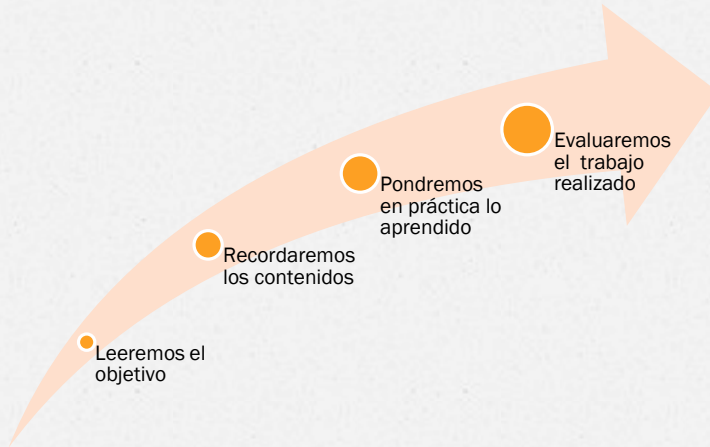 Leeremos el
objetivo
Recordaremos
los contenidos
Pondremos
en práctica lo
aprendido
Evaluaremos
el trabajo
realizado